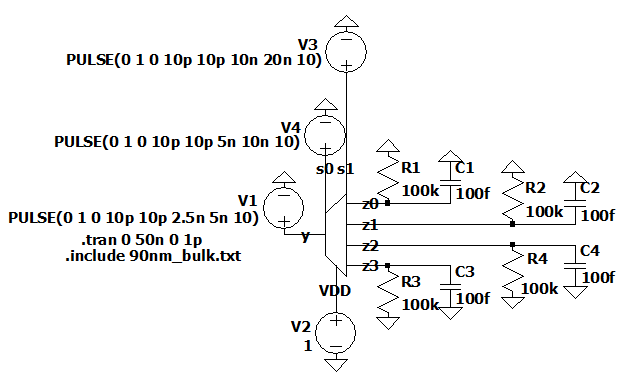 V3
PULSE(0 1 0 10p 10p 10n 20n 10)
V4
PULSE(0 1 0 10p 10p 5n 10n 10)
s0 s1
R1
100k
C1
100f
R2
100k
C2
100f
V1
PULSE(0 1 0 10p 10p 2.5n 5n 10)
y
z0
z1
z2
z3
.tran 0 50n 0 1p
.include 90nm_bulk.txt
R3
100k
C3
100f
R4
100k
C4
100f
VDD
V2
1